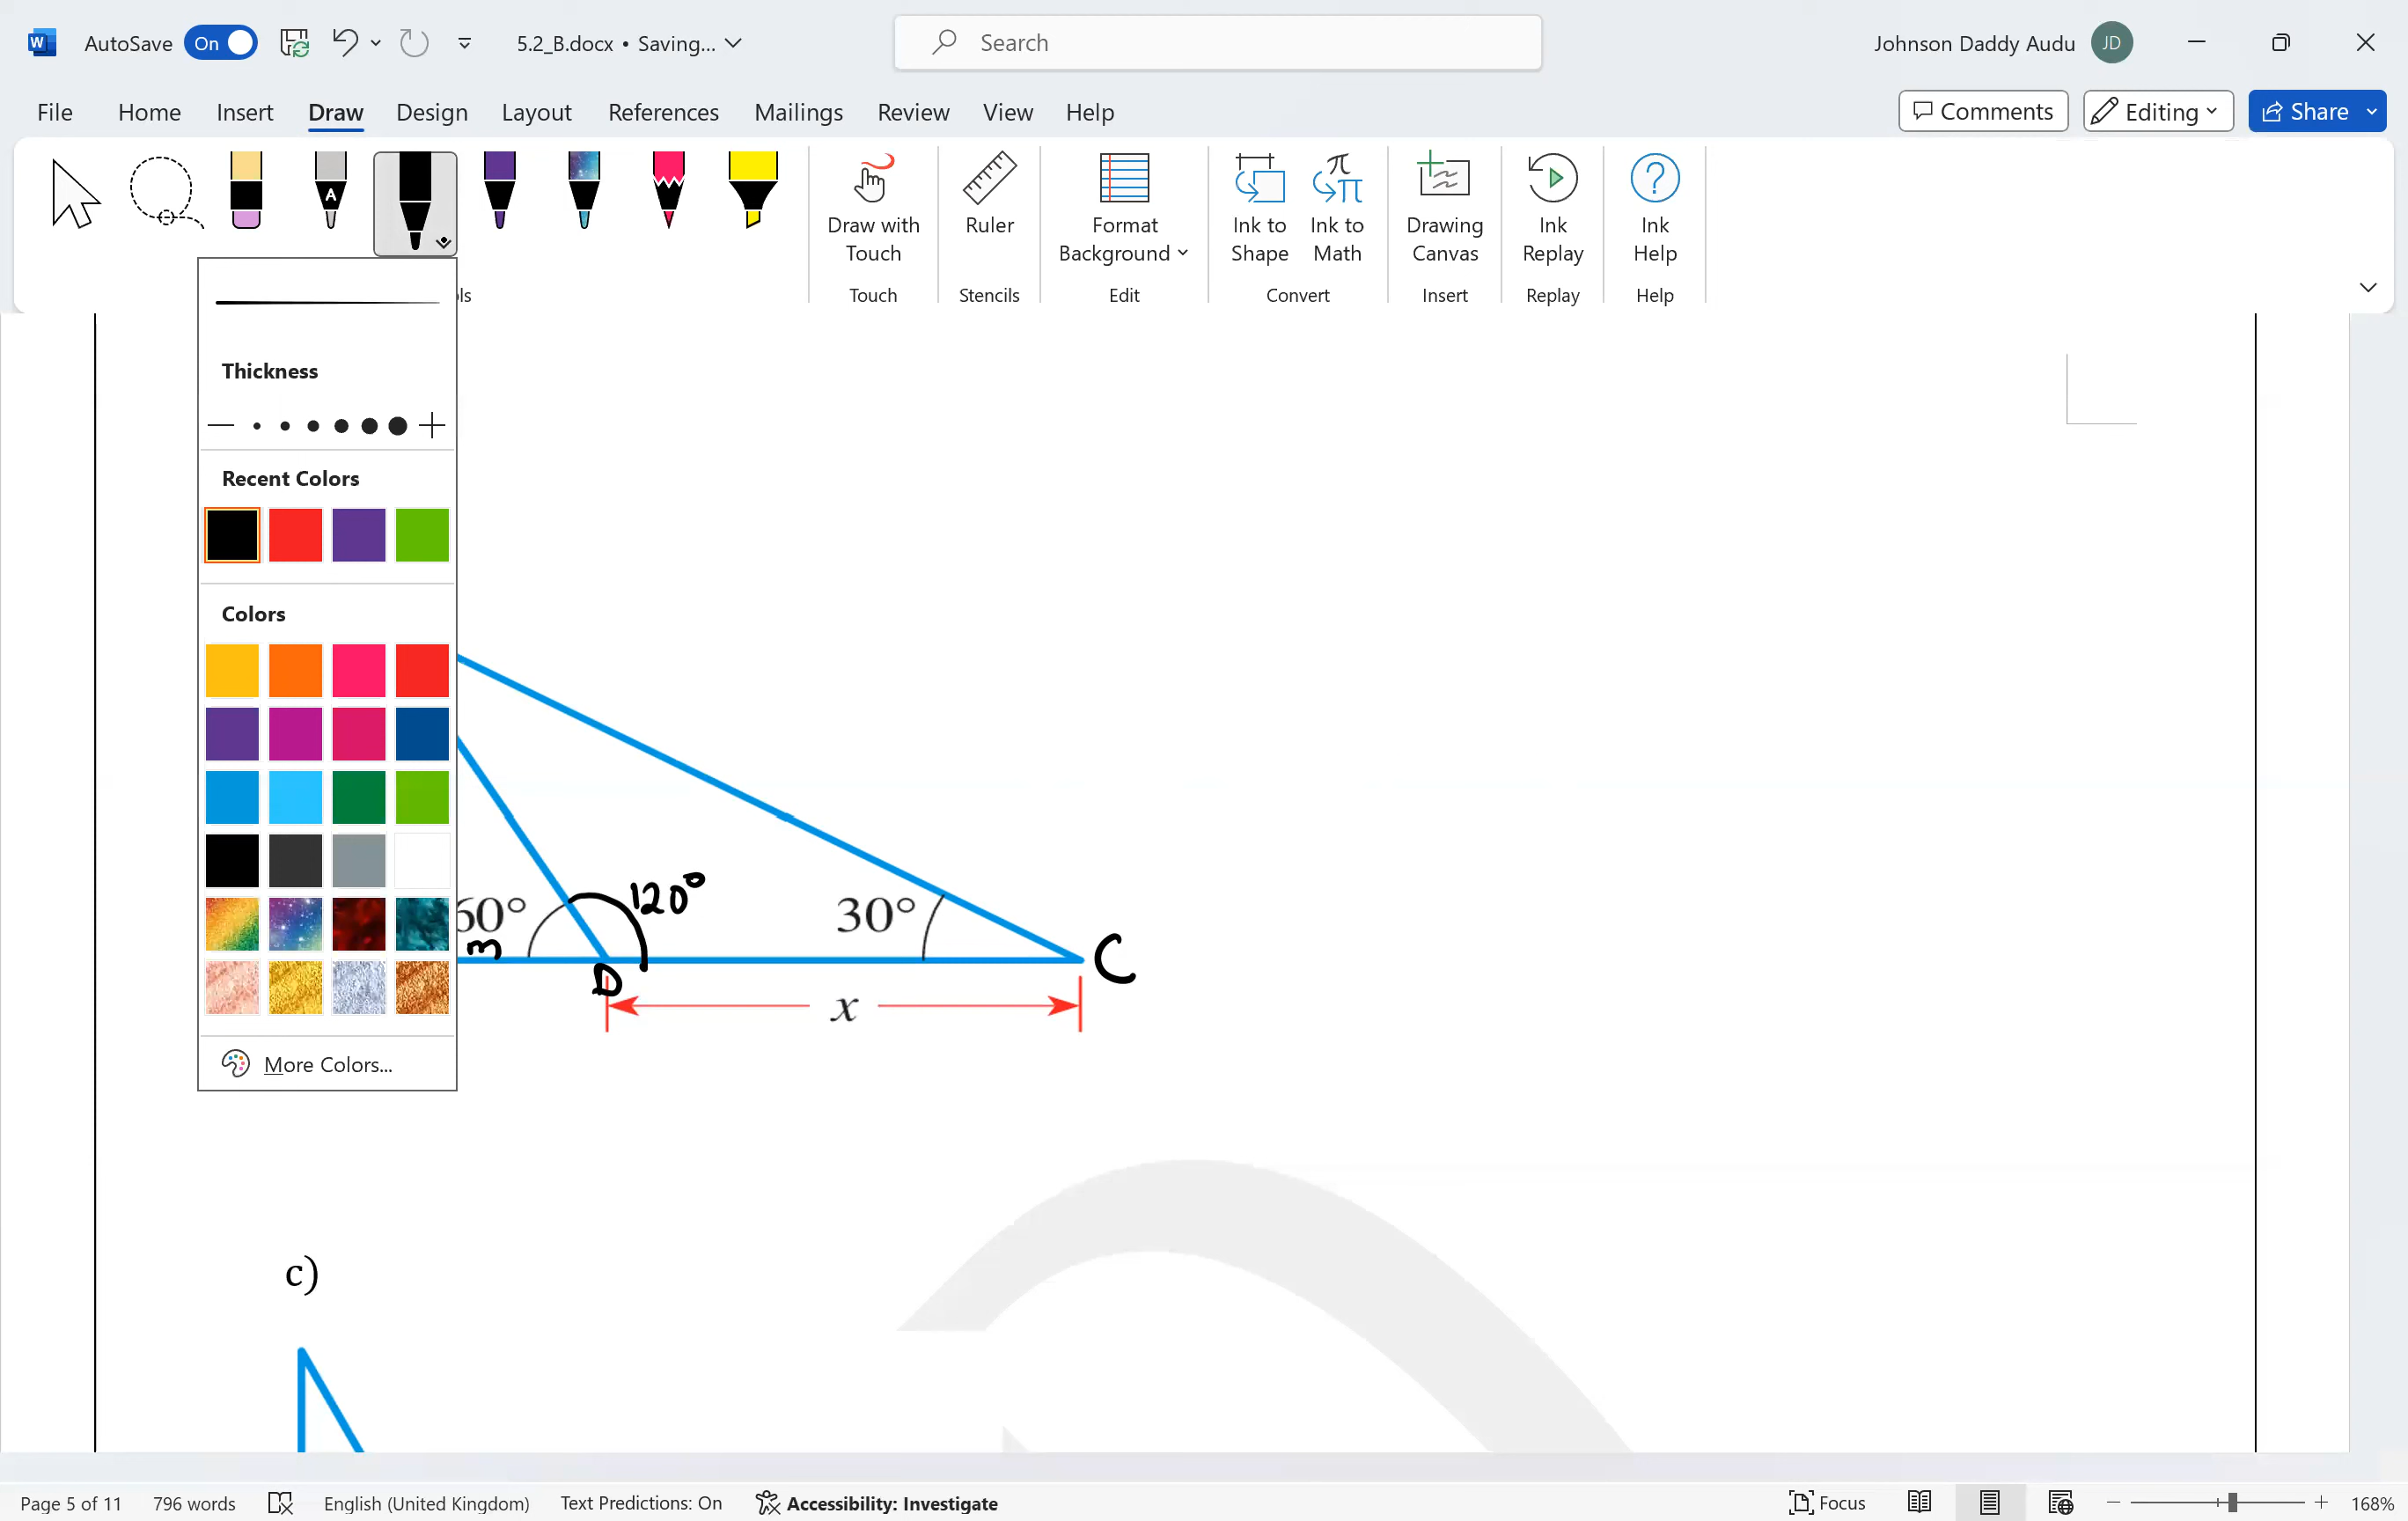 AutoSave On 5.2_B.docx • Saving... Search Johnson Daddy Audu JD
File Home Insert Draw Design Layout References Mailings Review View Help Comments Editing Share
A
Draw with Touch
Ruler
Format Background
Ink to Shape
Ink to Math
Drawing Canvas
Ink Replay
Ink Help
Touch Stencils Edit Convert Insert Replay Help
Thickness
Recent Colors
Colors
More Colors...
120°
60° 30°
m
D C
x
c)
Page 5 of 11 796 words English (United Kingdom) Text Predictions: On Accessibility: Investigate Focus 168%